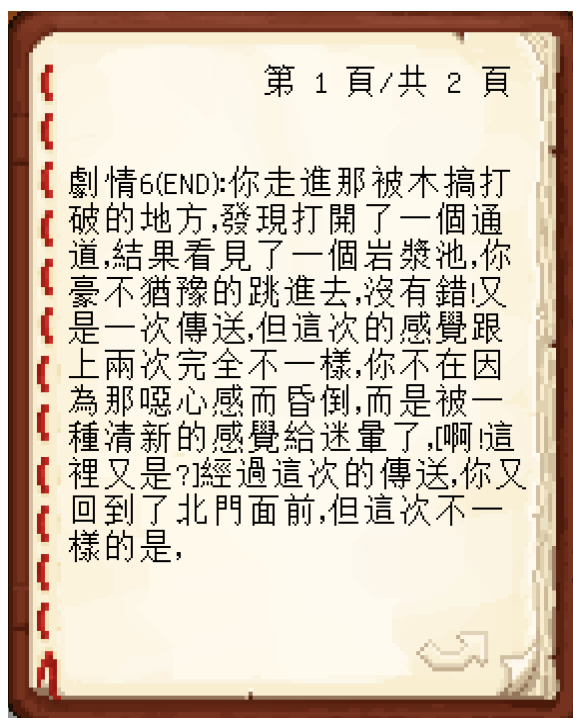 第 1 頁/共 2 頁
劇情6(END):你走進那被木搞打
破的地方,發現打開了一個通
道,結果看見了一個岩漿池,你
豪不猶豫的跳進去,沒有錯!又
是一次傳送,但這次的感覺跟
上兩次完全不一樣,你不在因
為那噁心感而昏倒,而是被一
種清新的感覺給迷暈了,[啊!這
裡又是?]經過這次的傳送,你又
回到了北門面前,但這次不一
樣的是,